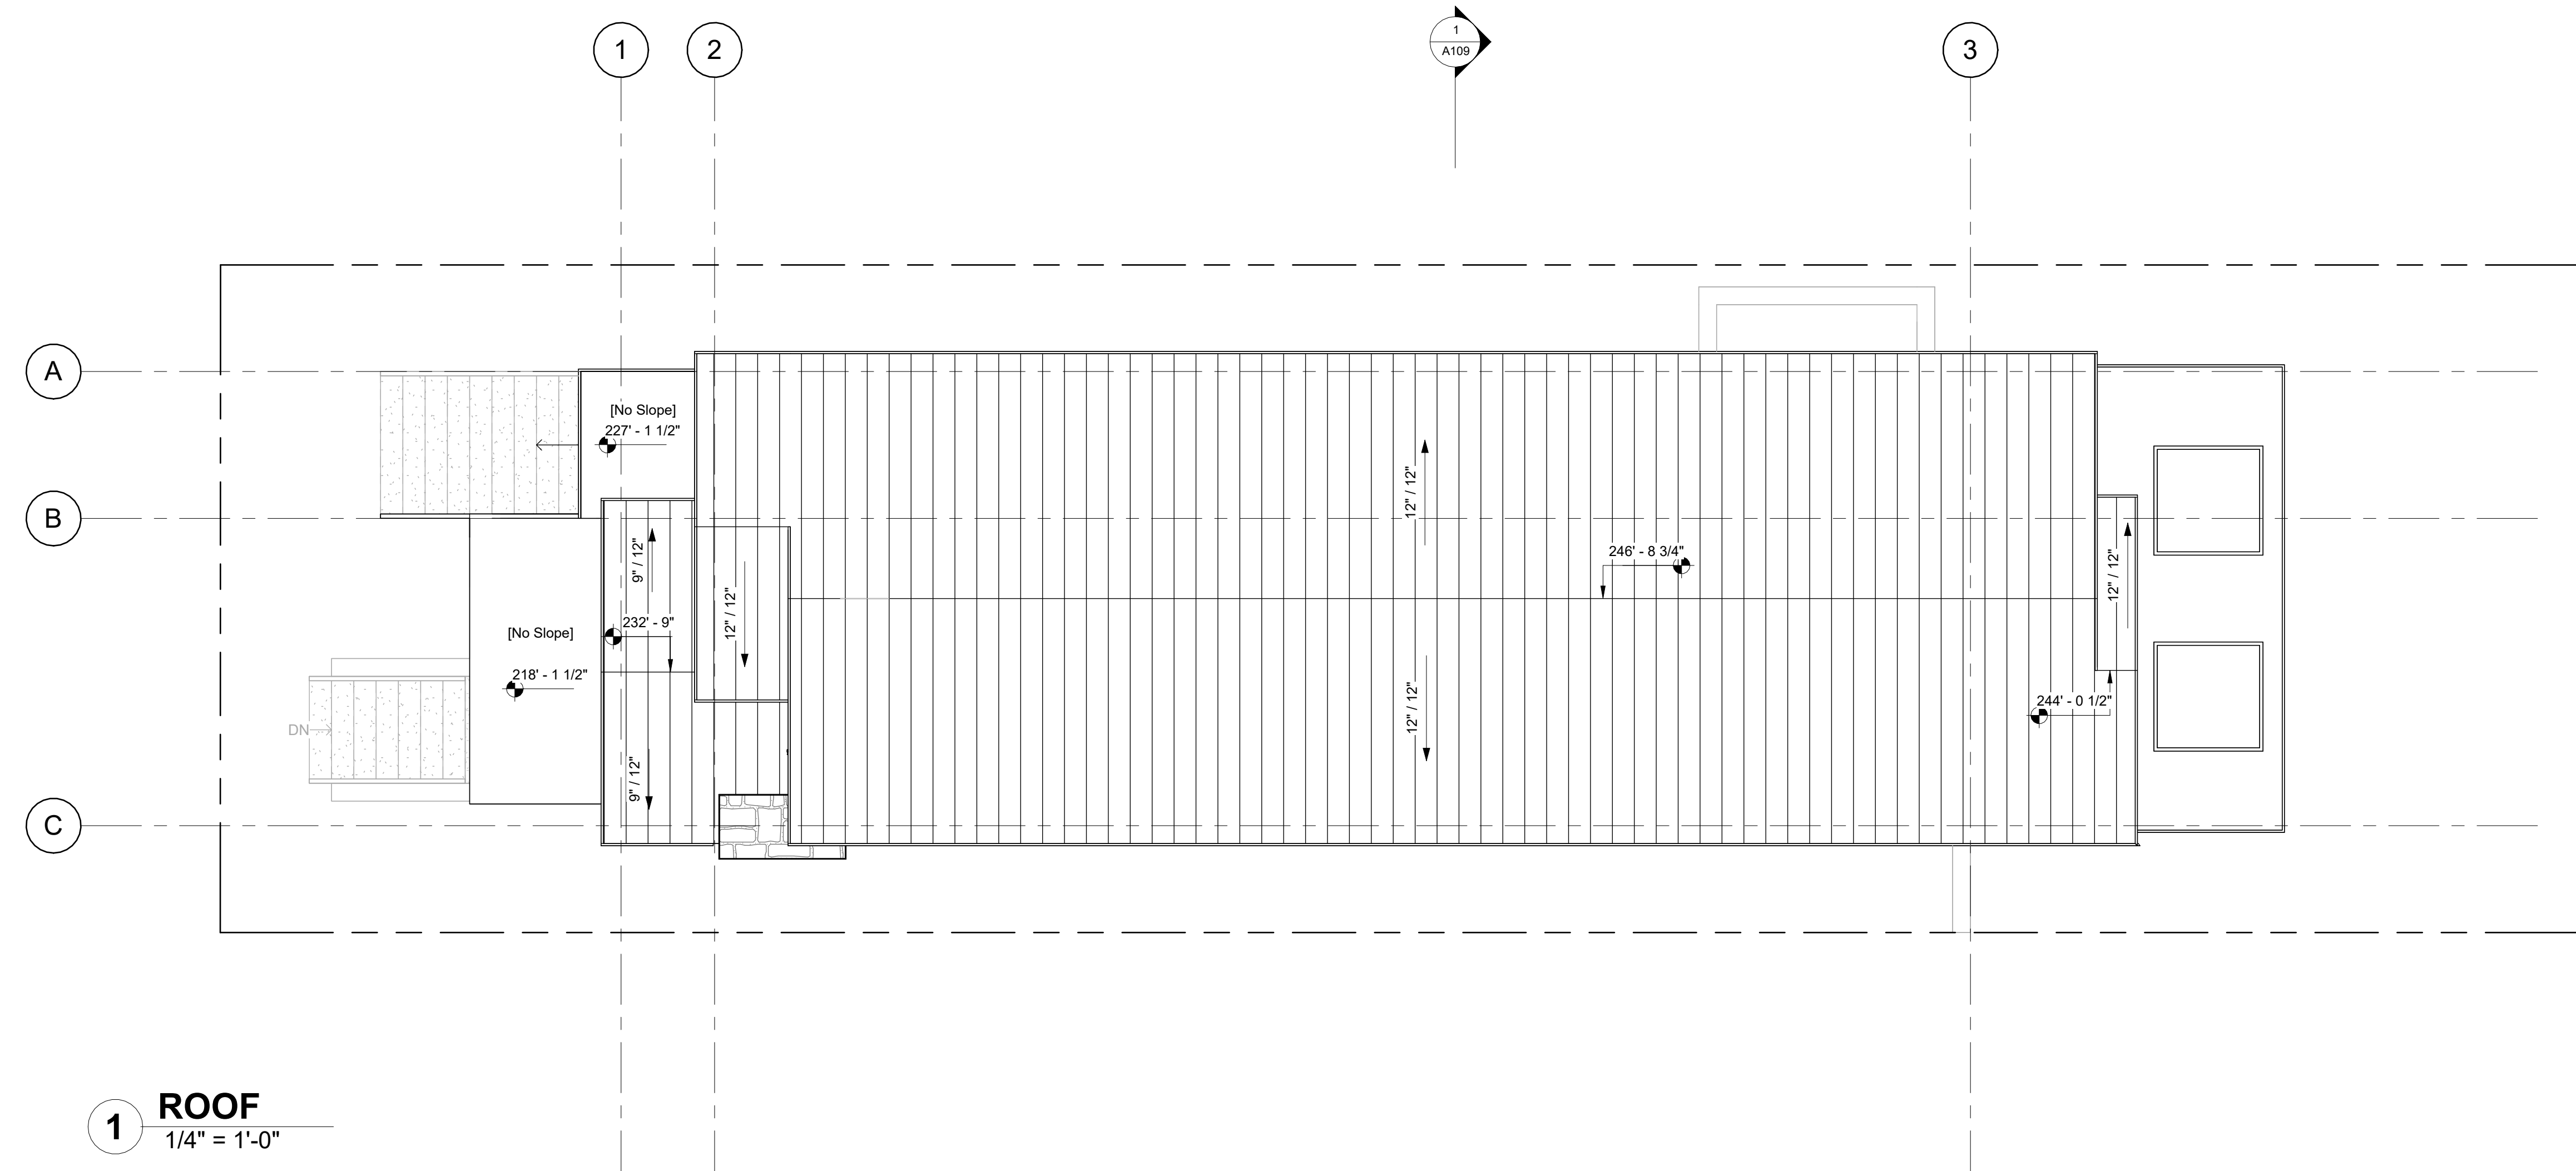 1
2
1
A109
3
A
[No Slope]
227' - 1 1/2"
12" / 12"
B
9" / 12"
246' - 8 3/4"
12" / 12"
12" / 12"
232' - 9"
[No Slope]
218' - 1 1/2"
12" / 12"
244' - 0 1/2"
DN
9" / 12"
C
1
ROOF
1/4" = 1'-0"